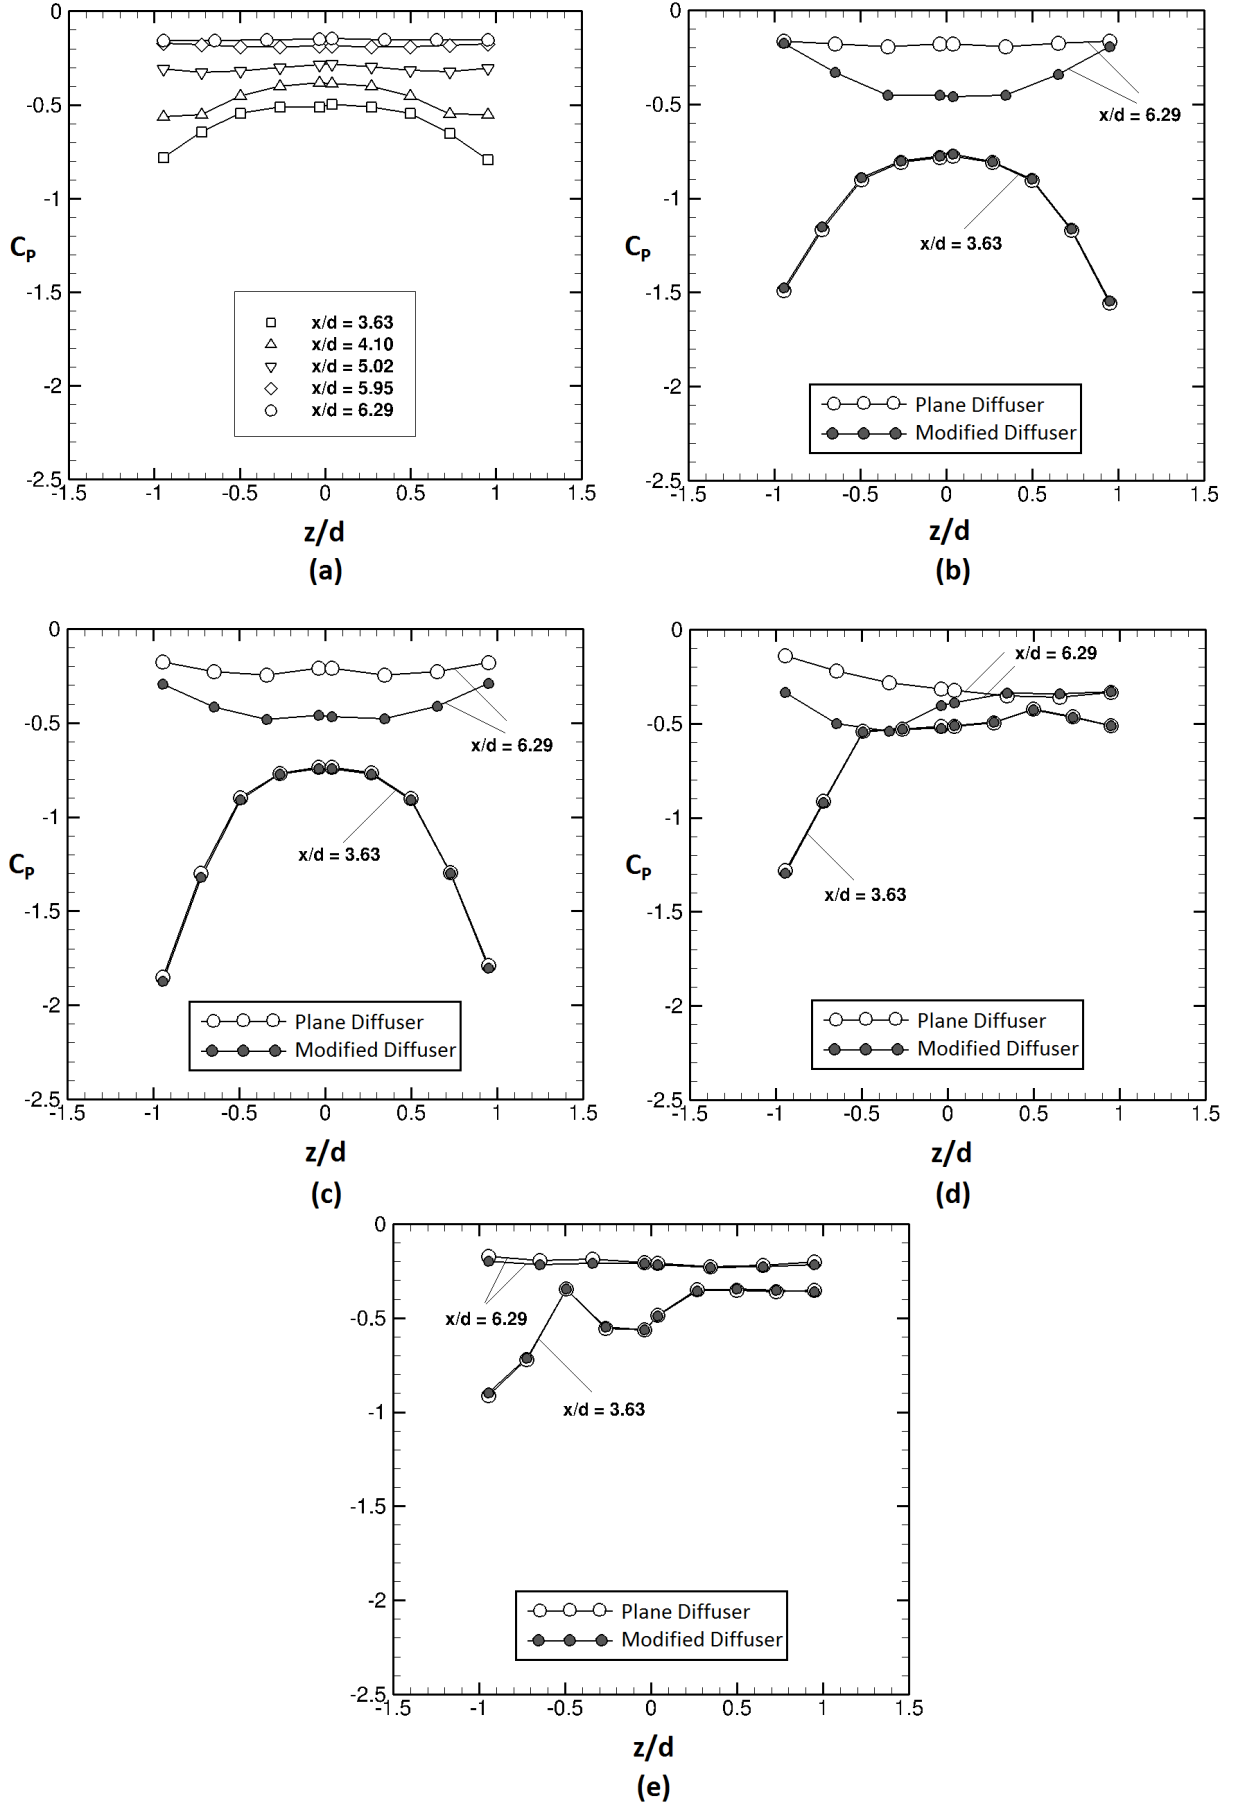 0
-0.5
-1
C_P
-1.5
-2
-2.5
-1.5 -1 -0.5 0 0.5 1 1.5
x/d = 3.63
x/d = 4.10
x/d = 5.02
x/d = 5.95
x/d = 6.29
z/d
(a)
0
-0.5
-1
C_P
-1.5
-2
-2.5
-1.5 -1 -0.5 0 0.5 1 1.5
x/d = 6.29
x/d = 3.63
Plane Diffuser
Modified Diffuser
z/d
(b)
0
-0.5
-1
C_P
-1.5
-2
-2.5
-1.5 -1 -0.5 0 0.5 1 1.5
x/d = 6.29
x/d = 3.63
Plane Diffuser
Modified Diffuser
z/d
(c)
0
-0.5
-1
C_P
-1.5
-2
-2.5
-1.5 -1 -0.5 0 0.5 1 1.5
x/d = 6.29
x/d = 3.63
Plane Diffuser
Modified Diffuser
z/d
(d)
0
-0.5
-1
-1.5
-2
-2.5
-1.5 -1 -0.5 0 0.5 1 1.5
x/d = 6.29
x/d = 3.63
Plane Diffuser
Modified Diffuser
z/d
(e)